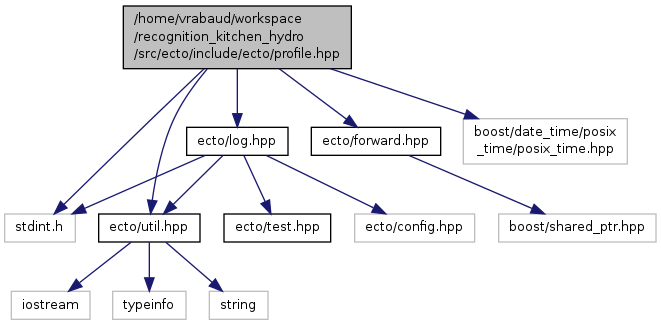 /home/vrabaud/workspace
/recognition_kitchen_hydro
/src/ecto/include/ecto/profile.hpp
ecto/log.hpp
ecto/forward.hpp
boost/date_time/posix
_time/posix_time.hpp
stdint.h
ecto/util.hpp
ecto/test.hpp
ecto/config.hpp
boost/shared_ptr.hpp
iostream
typeinfo
string